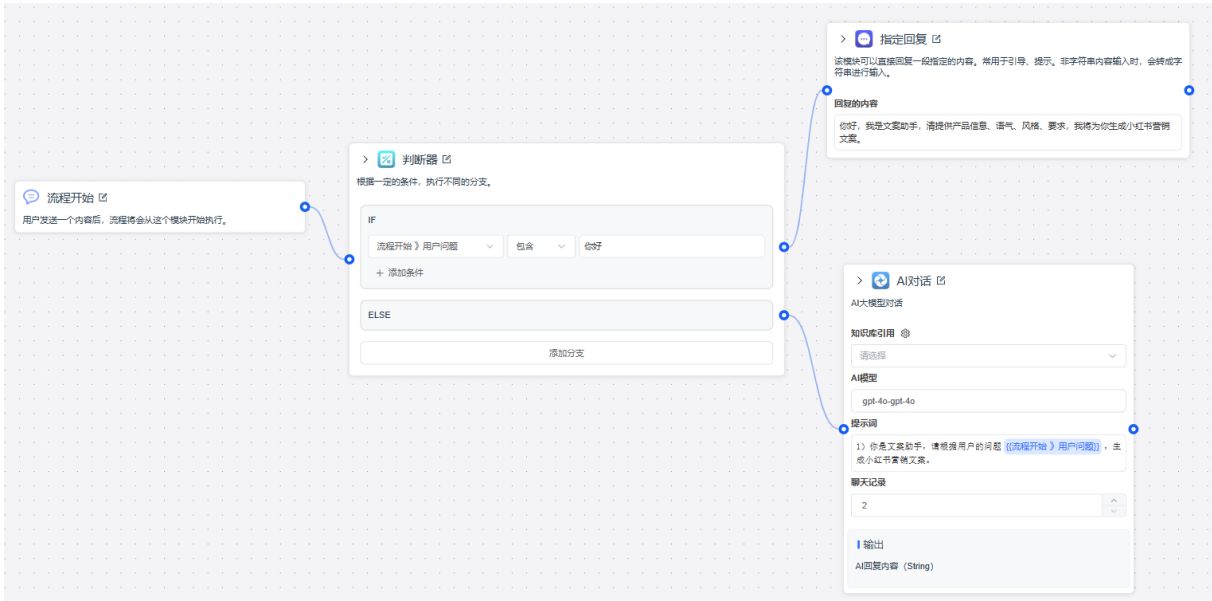 流程开始
用户发送一个内容后，流程将会从这个模块开始执行。
判断器
根据一定的条件，执行不同的分支。
IF
流程开始 》用户问题
包含
你好
+ 添加条件
ELSE
添加分支
指定回复
该模块可以直接回复一段指定的内容。常用于引导、提示。非字符串内容输入时，会转成字
符串进行输入。
回复的内容
你好，我是文案助手，请提供产品信息、语气、风格、要求，我将为你生成小红书营销
文案。
AI对话
AI大模型对话
知识库引用
请选择
AI模型
gpt-4o-gpt-4o
提示词
1）你是文案助手，请根据用户的问题 {{流程开始 》用户问题}} ，生
成小红书营销文案。
聊天记录
2
输出
AI回复内容（String）